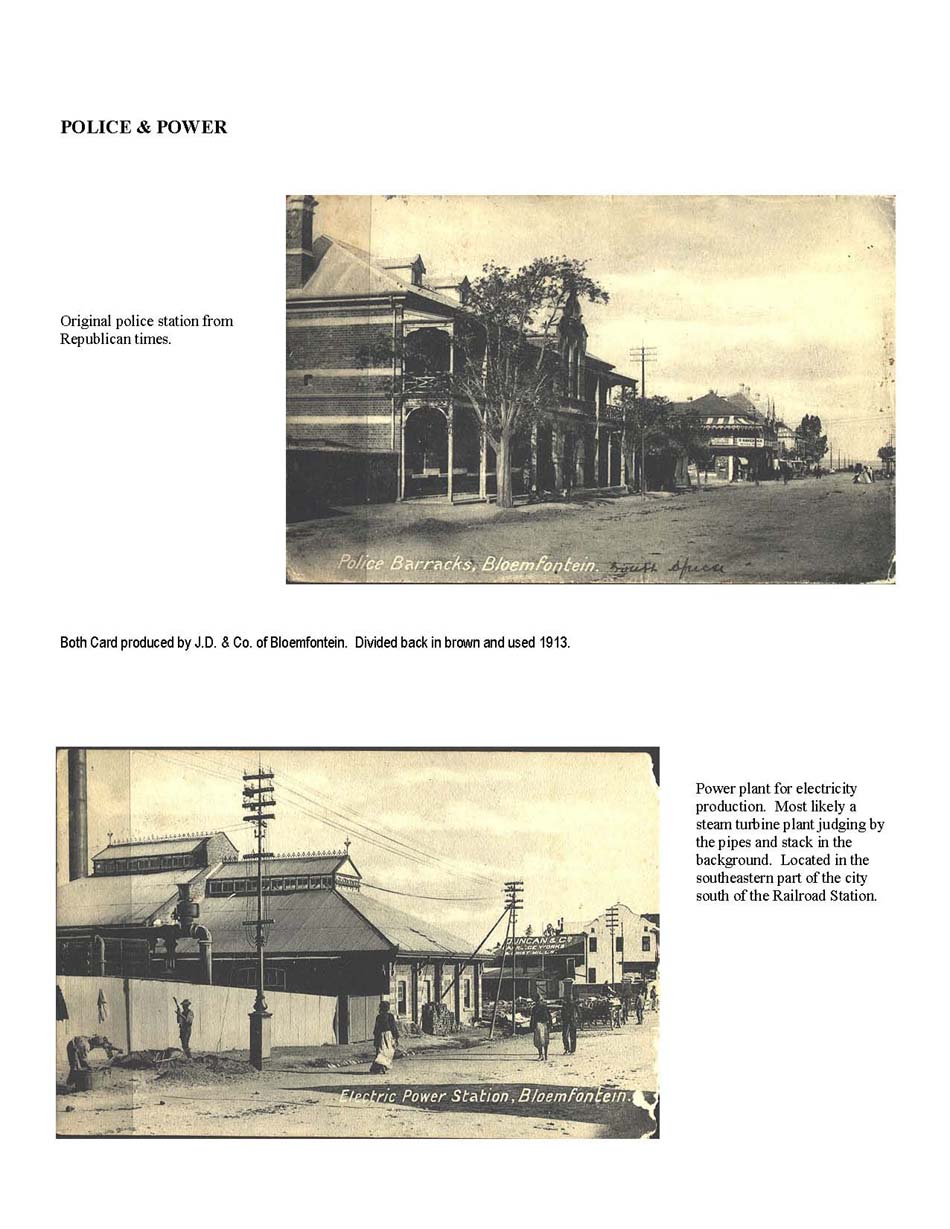 POLICE & POWER
Original police station from
Republican times.
Police Barracks, Bloemfontein. South
Both Card produced by J.D. & Co. of Bloemfontein. Divided back in brown and used 1913.
Power plant for electricity
production. Most likely a
steam turbine plant judging by
the pipes and stack in the
background. Located in the
southeastern part of the city
south of the Railroad Station.
DUNCAN & Co
Electric Power Station, Bloemfontein.